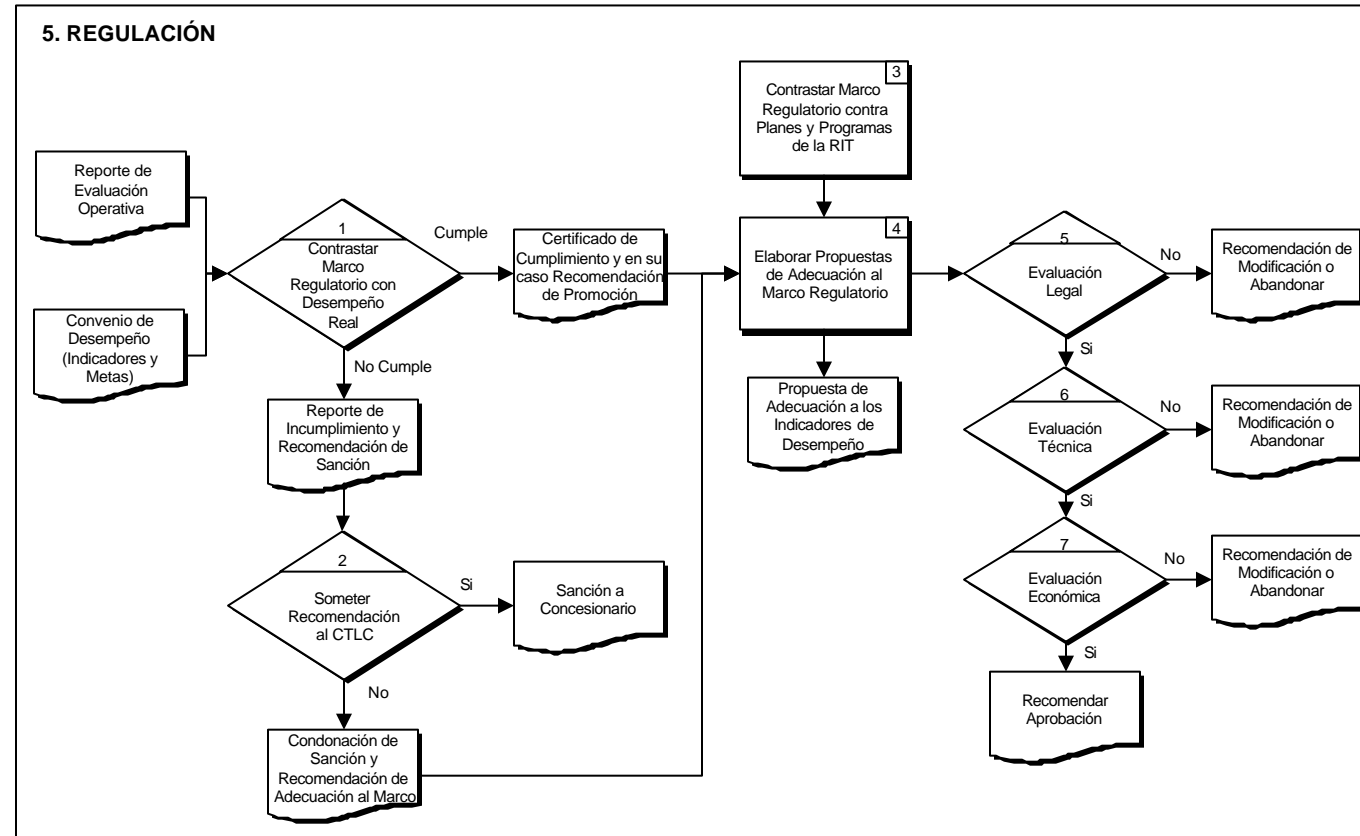 5. REGULACIÓN
Reporte de
Evaluación
Operativa
Convenio de
Desempeño
(Indicadores y
Metas)
1
Contrastar
Marco
Regulatorio con
Desempeño
Real
Cumple
No Cumple
Certificado de
Cumplimiento y en su
caso Recomendación
de Promoción
Reporte de
Incumplimiento y
Recomendación de
Sanción
2
Someter
Recomendación
al CTLC
Si
No
Sanción a
Concesionario
Condonación de
Sanción y
Recomendación de
Adecuación al Marco
3
Contrastar Marco
Regulatorio contra
Planes y Programas
de la RIT
4
Elaborar Propuestas
de Adecuación al
Marco Regulatorio
Propuesta de
Adecuación a los
Indicadores de
Desempeño
5
Evaluación
Legal
No
Recomendación de
Modificación o
Abandonar
Si
6
Evaluación
Técnica
No
Recomendación de
Modificación o
Abandonar
Si
7
Evaluación
Económica
No
Recomendación de
Modificación o
Abandonar
Si
Recomendar
Aprobación